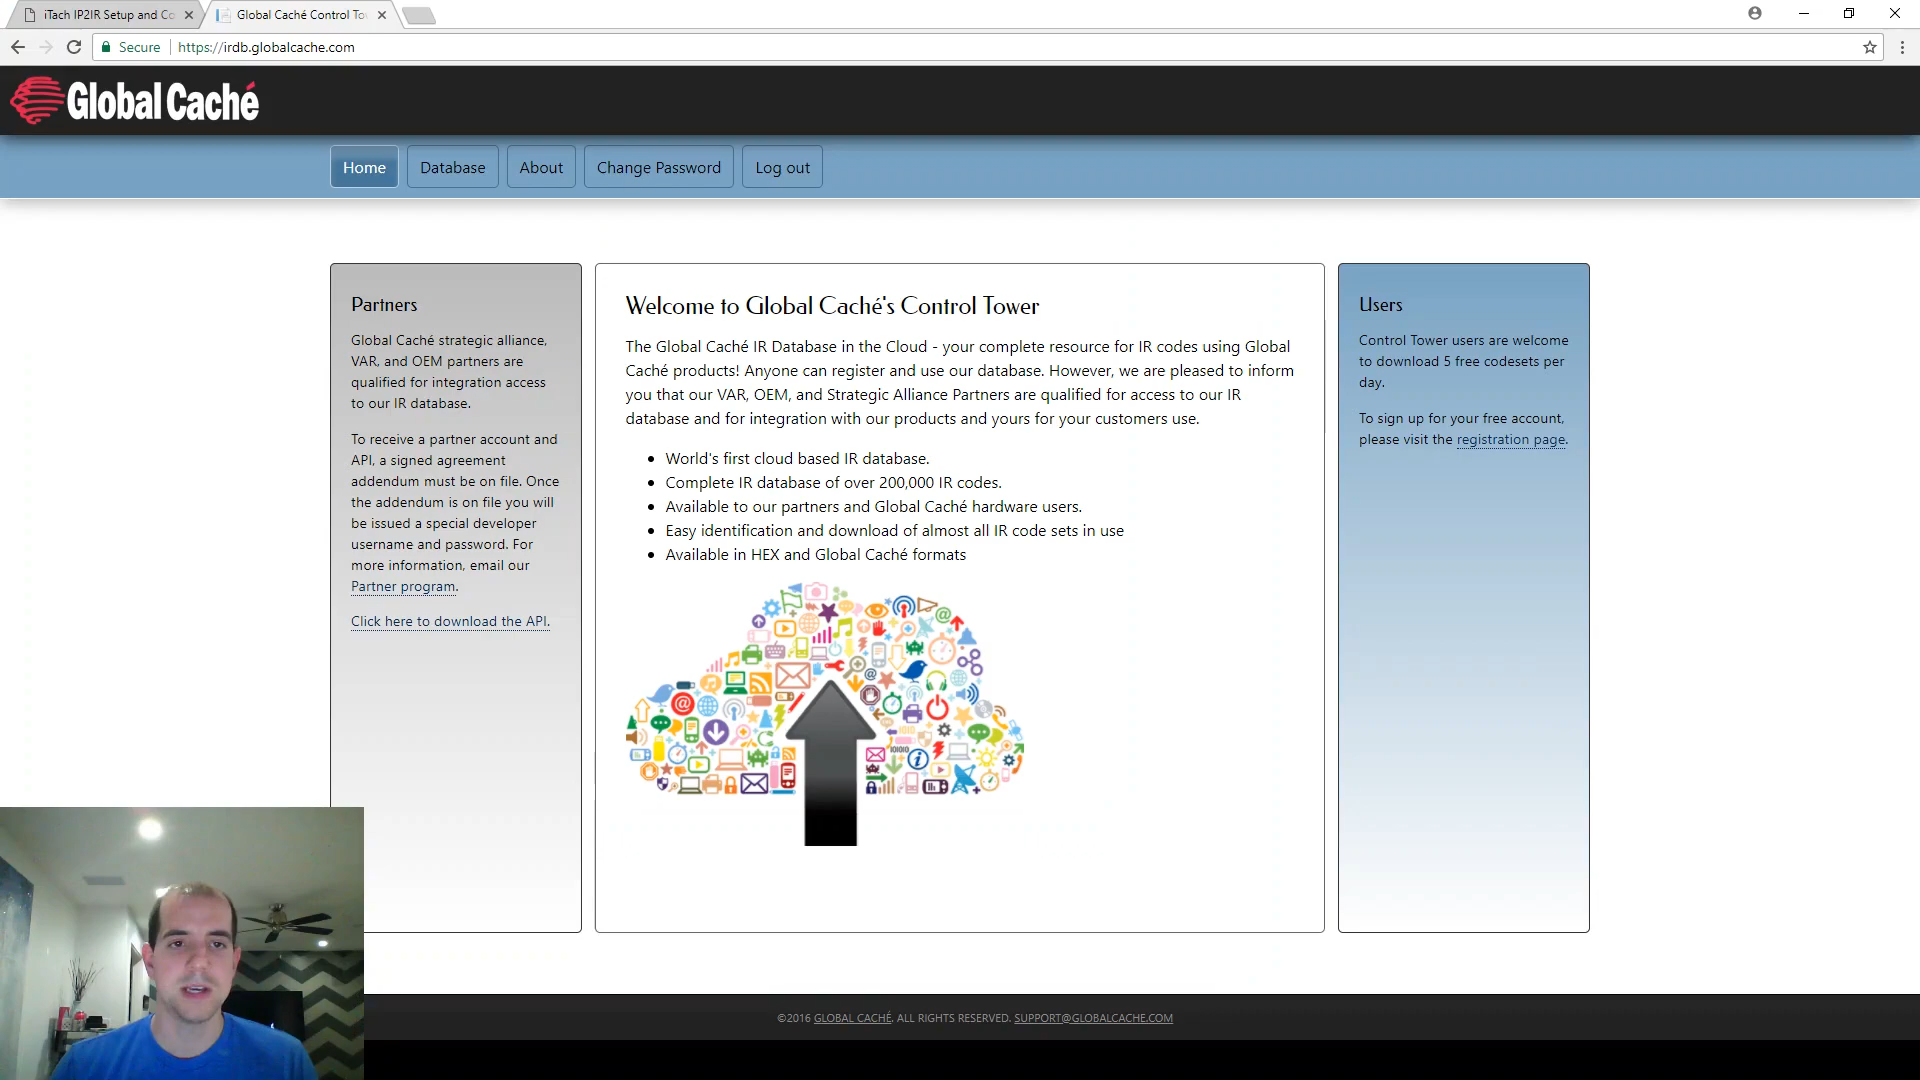 iTach IP2IR Setup and Co
Global Caché Control To
Secure
https://irdb.globalcache.com
Global Caché
Home
Database
About
Change Password
Log out
Partners
Global Caché strategic alliance,
VAR, and OEM partners are
qualified for integration access
to our IR database.
To receive a partner account and
API, a signed agreement
addendum must be on file. Once
the addendum is on file you will
be issued a special developer
username and password. For
more information, email our
Partner program.
Click here to download the API.
Welcome to Global Caché's Control Tower
The Global Caché IR Database in the Cloud - your complete resource for IR codes using Global
Caché products! Anyone can register and use our database. However, we are pleased to inform
you that our VAR, OEM, and Strategic Alliance Partners are qualified for access to our IR
database and for integration with our products and yours for your customers use.
World's first cloud based IR database.
Complete IR database of over 200,000 IR codes.
Available to our partners and Global Caché hardware users.
Easy identification and download of almost all IR code sets in use
Available in HEX and Global Caché formats
Users
Control Tower users are welcome
to download 5 free codesets per
day.
To sign up for your free account,
please visit the registration page.
©2016 GLOBAL CACHÉ. ALL RIGHTS RESERVED. SUPPORT@GLOBALCACHE.COM